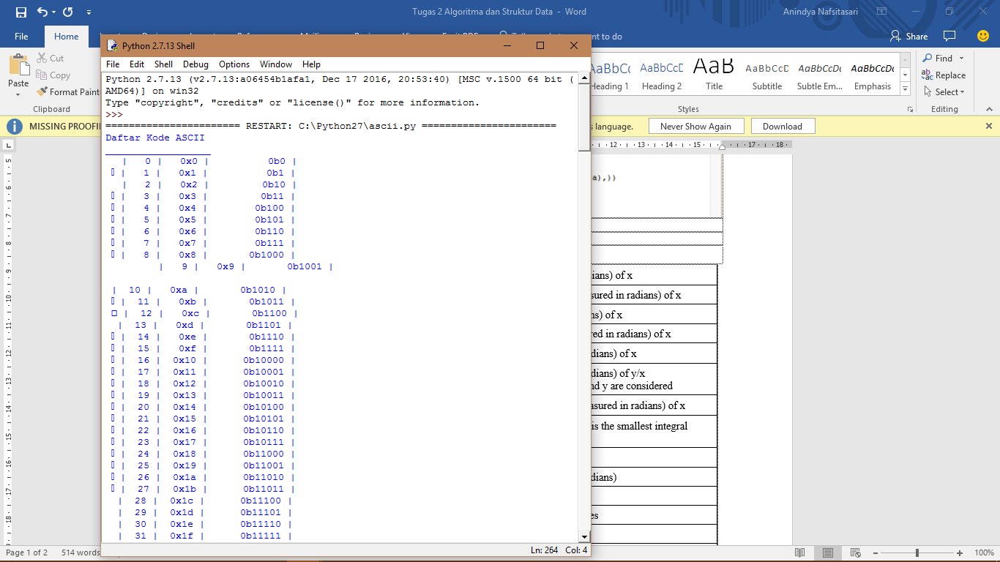 Tugas 2 Algoritma dan Struktur Data - Word
Anindya Nafsitasari
File
Home
do
Share
Cut
Copy
Paste
Format Paint
Clipboard
Heading 1
AaBbCcD
Heading 2
AaB
Title
AaBbCcD
Subtitle
AaBbCcDc
Subtle Em...
AaBbCcDc
Emphasis
Styles
Find
Replace
Select
Editing
MISSING PROOFI
s language.
Never Show Again
Download
Python 2.7.13 Shell
File Edit Shell Debug Options Window Help
Python 2.7.13 (v2.7.13:a06454b1afa1, Dec 17 2016, 20:53:40) [MSC v.1500 64 bit (
AMD64)] on win32
Type "copyright", "credits" or "license()" for more information.
>>>
======================= RESTART: C:\Python27\ascii.py =======================
Daftar Kode ASCII
| 0 | 0x0 | 0b0 |
| 1 | 0x1 | 0b1 |
| 2 | 0x2 | 0b10 |
| 3 | 0x3 | 0b11 |
| 4 | 0x4 | 0b100 |
| 5 | 0x5 | 0b101 |
| 6 | 0x6 | 0b110 |
| 7 | 0x7 | 0b111 |
| 8 | 0x8 | 0b1000 |
| 9 | 0x9 | 0b1001 |
| 10 | 0xa | 0b1010 |
| 11 | 0xb | 0b1011 |
| 12 | 0xc | 0b1100 |
| 13 | 0xd | 0b1101 |
| 14 | 0xe | 0b1110 |
| 15 | 0xf | 0b1111 |
| 16 | 0x10 | 0b10000 |
| 17 | 0x11 | 0b10001 |
| 18 | 0x12 | 0b10010 |
| 19 | 0x13 | 0b10011 |
| 20 | 0x14 | 0b10100 |
| 21 | 0x15 | 0b10101 |
| 22 | 0x16 | 0b10110 |
| 23 | 0x17 | 0b10111 |
| 24 | 0x18 | 0b11000 |
| 25 | 0x19 | 0b11001 |
| 26 | 0x1a | 0b11010 |
| 27 | 0x1b | 0b11011 |
| 28 | 0x1c | 0b11100 |
| 29 | 0x1d | 0b11101 |
| 30 | 0x1e | 0b11110 |
| 31 | 0x1f | 0b11111 |
Ln: 264 Col: 4
12 13 14 15 17 18
a),))
ians) of x
sured in radians) of x
ns) of x
red in radians) of x
dians) of x
dians) of y/x
nd y are considered
asured in radians) of x
is the smallest integral
dians)
es
Page 1 of 2 514 words
100%